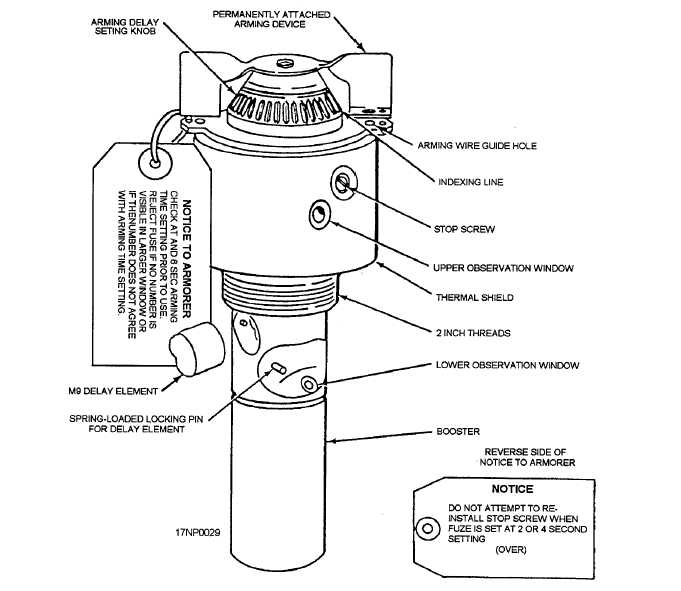 ARMING DELAY
SETING KNOB
PERMANENTLY ATTACHED
ARMING DEVICE
ARMING WIRE GUIDE HOLE
INDEXING LINE
STOP SCREW
UPPER OBSERVATION WINDOW
THERMAL SHIELD
2 INCH THREADS
LOWER OBSERVATION WINDOW
BOOSTER
NOTICE TO ARMORER
CHECK AT AND 6 SEC ARMING
TIME SETTING PRIOR TO USE.
REJECT FUSE IF NO NUMBER IS
VISIBLE IN LARGER WINDOW OR
IF THENUMBER DOES NOT AGREE
WITH ARMING TIME SETTING.
M9 DELAY ELEMENT
SPRING-LOADED LOCKING PIN
FOR DELAY ELEMENT
17NP0029
REVERSE SIDE OF
NOTICE TO ARMORER
NOTICE
DO NOT ATTEMPT TO RE-
INSTALL STOP SCREW WHEN
FUZE IS SET AT 2 OR 4 SECOND
SETTING
(OVER)